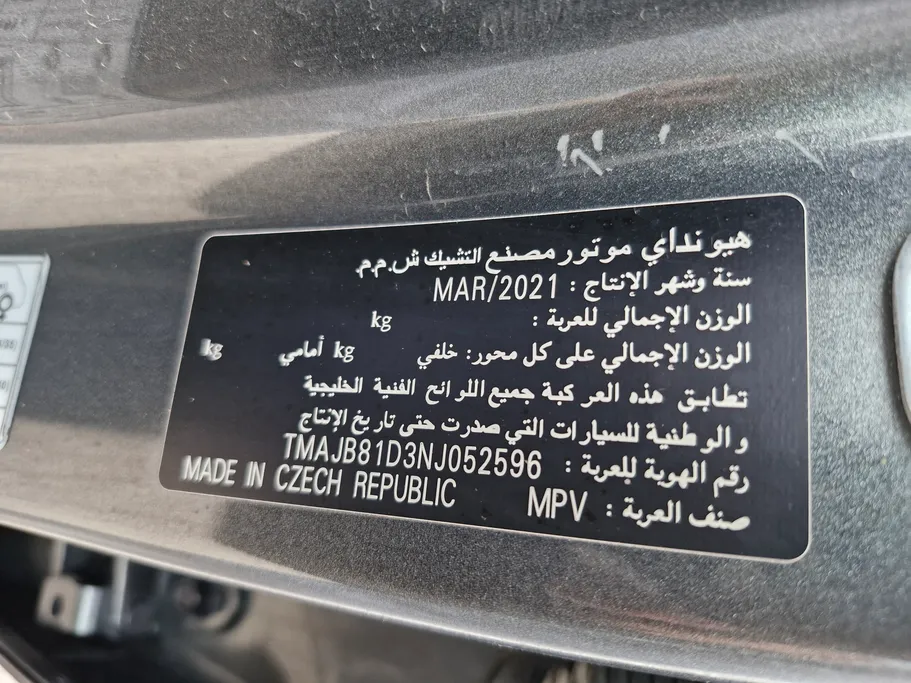 هيونداي موتور مصنع التشيك ش.م.م.
سنة وشهر الإنتاج : MAR/2021
الوزن الإجمالي للعربة : kg
الوزن الإجمالي على كل محور: خلفي kg أمامي kg
تطابق هذه العركبة جميع اللوائح الفنية الخليجية
والوطنية للسيارات التي صدرت حتى تاريخ الإنتاج
رقم الهوية للعربة : TMAJB81D3NJ052596
صنف العربة : MPV MADE IN CZECH REPUBLIC